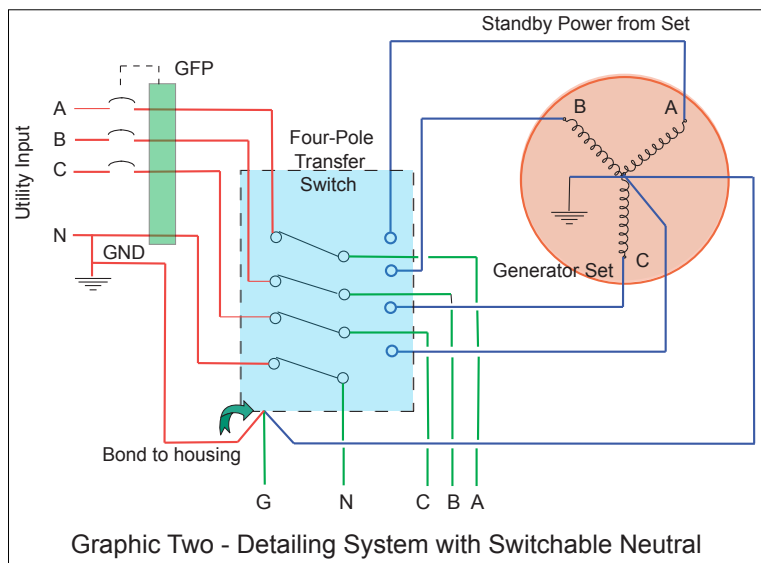 Standby Power from Set
GFP
A
B
C
N
Utility Input
GND
Four-Pole
Transfer
Switch
B
A
C
Generator Set
Bond to housing
G
N
C
B
A
Graphic Two - Detailing System with Switchable Neutral